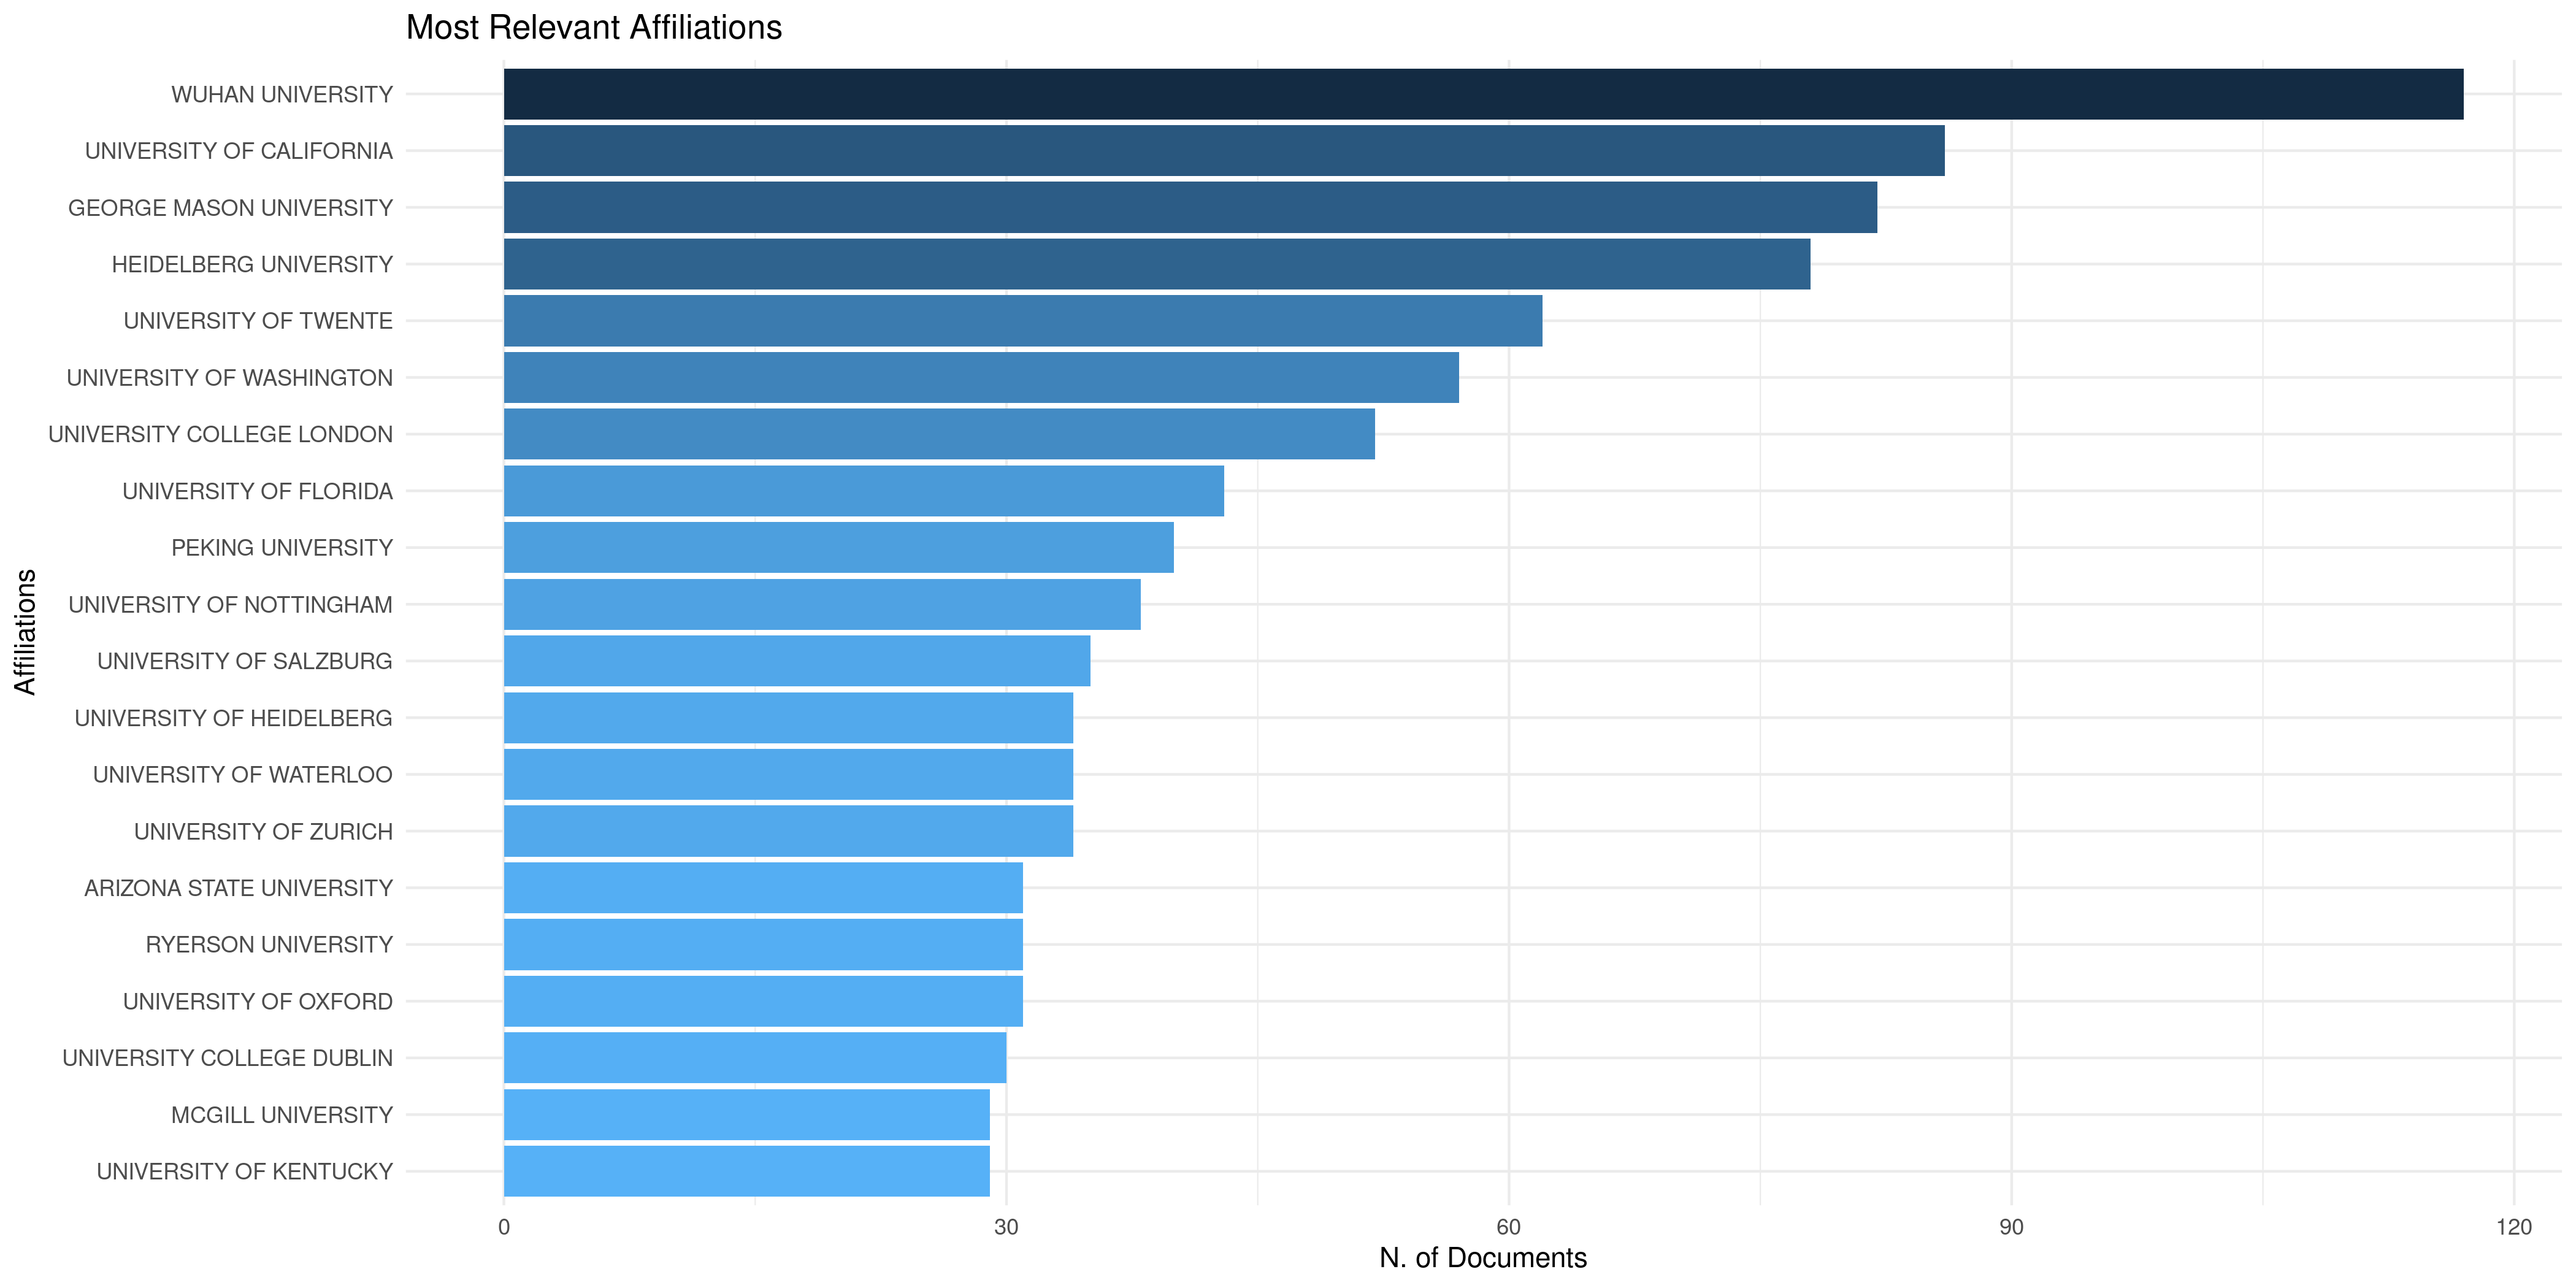 Most Relevant Affiliations
WUHAN UNIVERSITY
UNIVERSITY OF CALIFORNIA
GEORGE MASON UNIVERSITY
HEIDELBERG UNIVERSITY
UNIVERSITY OF TWENTE
UNIVERSITY OF WASHINGTON
UNIVERSITY COLLEGE LONDON
UNIVERSITY OF FLORIDA
PEKING UNIVERSITY
UNIVERSITY OF NOTTINGHAM
UNIVERSITY OF SALZBURG
UNIVERSITY OF HEIDELBERG
UNIVERSITY OF WATERLOO
UNIVERSITY OF ZURICH
ARIZONA STATE UNIVERSITY
RYERSON UNIVERSITY
UNIVERSITY OF OXFORD
UNIVERSITY COLLEGE DUBLIN
MCGILL UNIVERSITY
UNIVERSITY OF KENTUCKY
Affiliations
0 30 60 90 120
N. of Documents